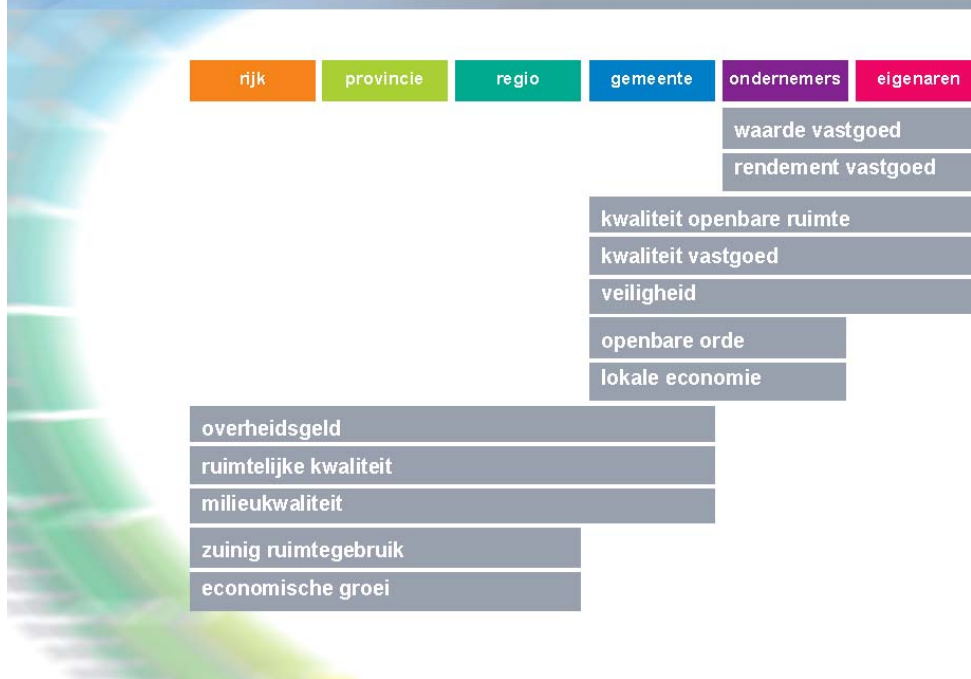 rijk provincie regio gemeente ondernemers eigenaren
waarde vastgoed
rendement vastgoed
kwaliteit openbare ruimte
kwaliteit vastgoed
veiligheid
openbare orde
lokale economie
overheidsgeld
ruimtelijke kwaliteit
milieukwaliteit
zuinig ruimtegebruik
economische groei